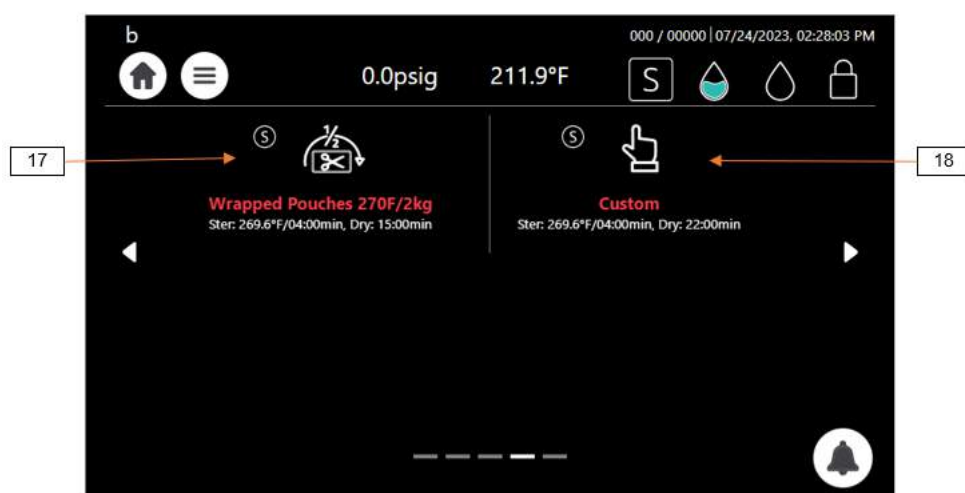 b
000 / 00000 | 07/24/2023, 02:28:03 PM
0.0psig 211.9°F S
17
S 1/2
S
18
Wrapped Pouches 270F/2kg
Ster: 269.6°F/04:00min, Dry: 15:00min
Custom
Ster: 269.6°F/04:00min, Dry: 22:00min